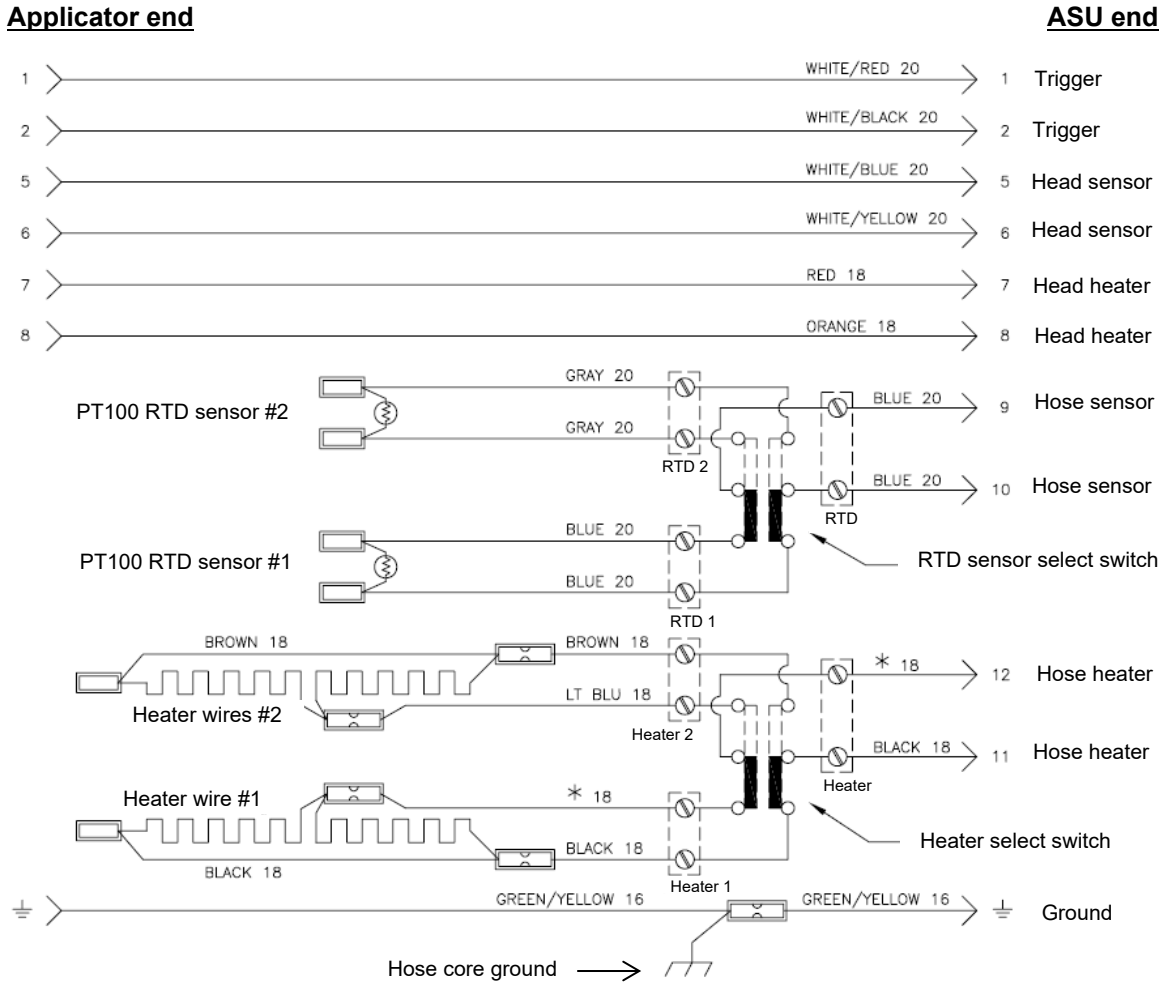 Applicator end
ASU end
1
WHITE/RED 20
1
Trigger
2
WHITE/BLACK 20
2
Trigger
5
WHITE/BLUE 20
5
Head sensor
6
WHITE/YELLOW 20
6
Head sensor
7
RED 18
7
Head heater
8
ORANGE 18
8
Head heater
PT100 RTD sensor #2
GRAY 20
GRAY 20
RTD 2
BLUE 20
9
Hose sensor
BLUE 20
10
Hose sensor
RTD
PT100 RTD sensor #1
BLUE 20
BLUE 20
RTD 1
RTD sensor select switch
BROWN 18
BROWN 18
Heater wires #2
LT BLU 18
Heater 2
* 18
12
Hose heater
BLACK 18
11
Hose heater
Heater
Heater wire #1
* 18
BLACK 18
BLACK 18
Heater 1
Heater select switch
GREEN/YELLOW 16
GREEN/YELLOW 16
Ground
Hose core ground